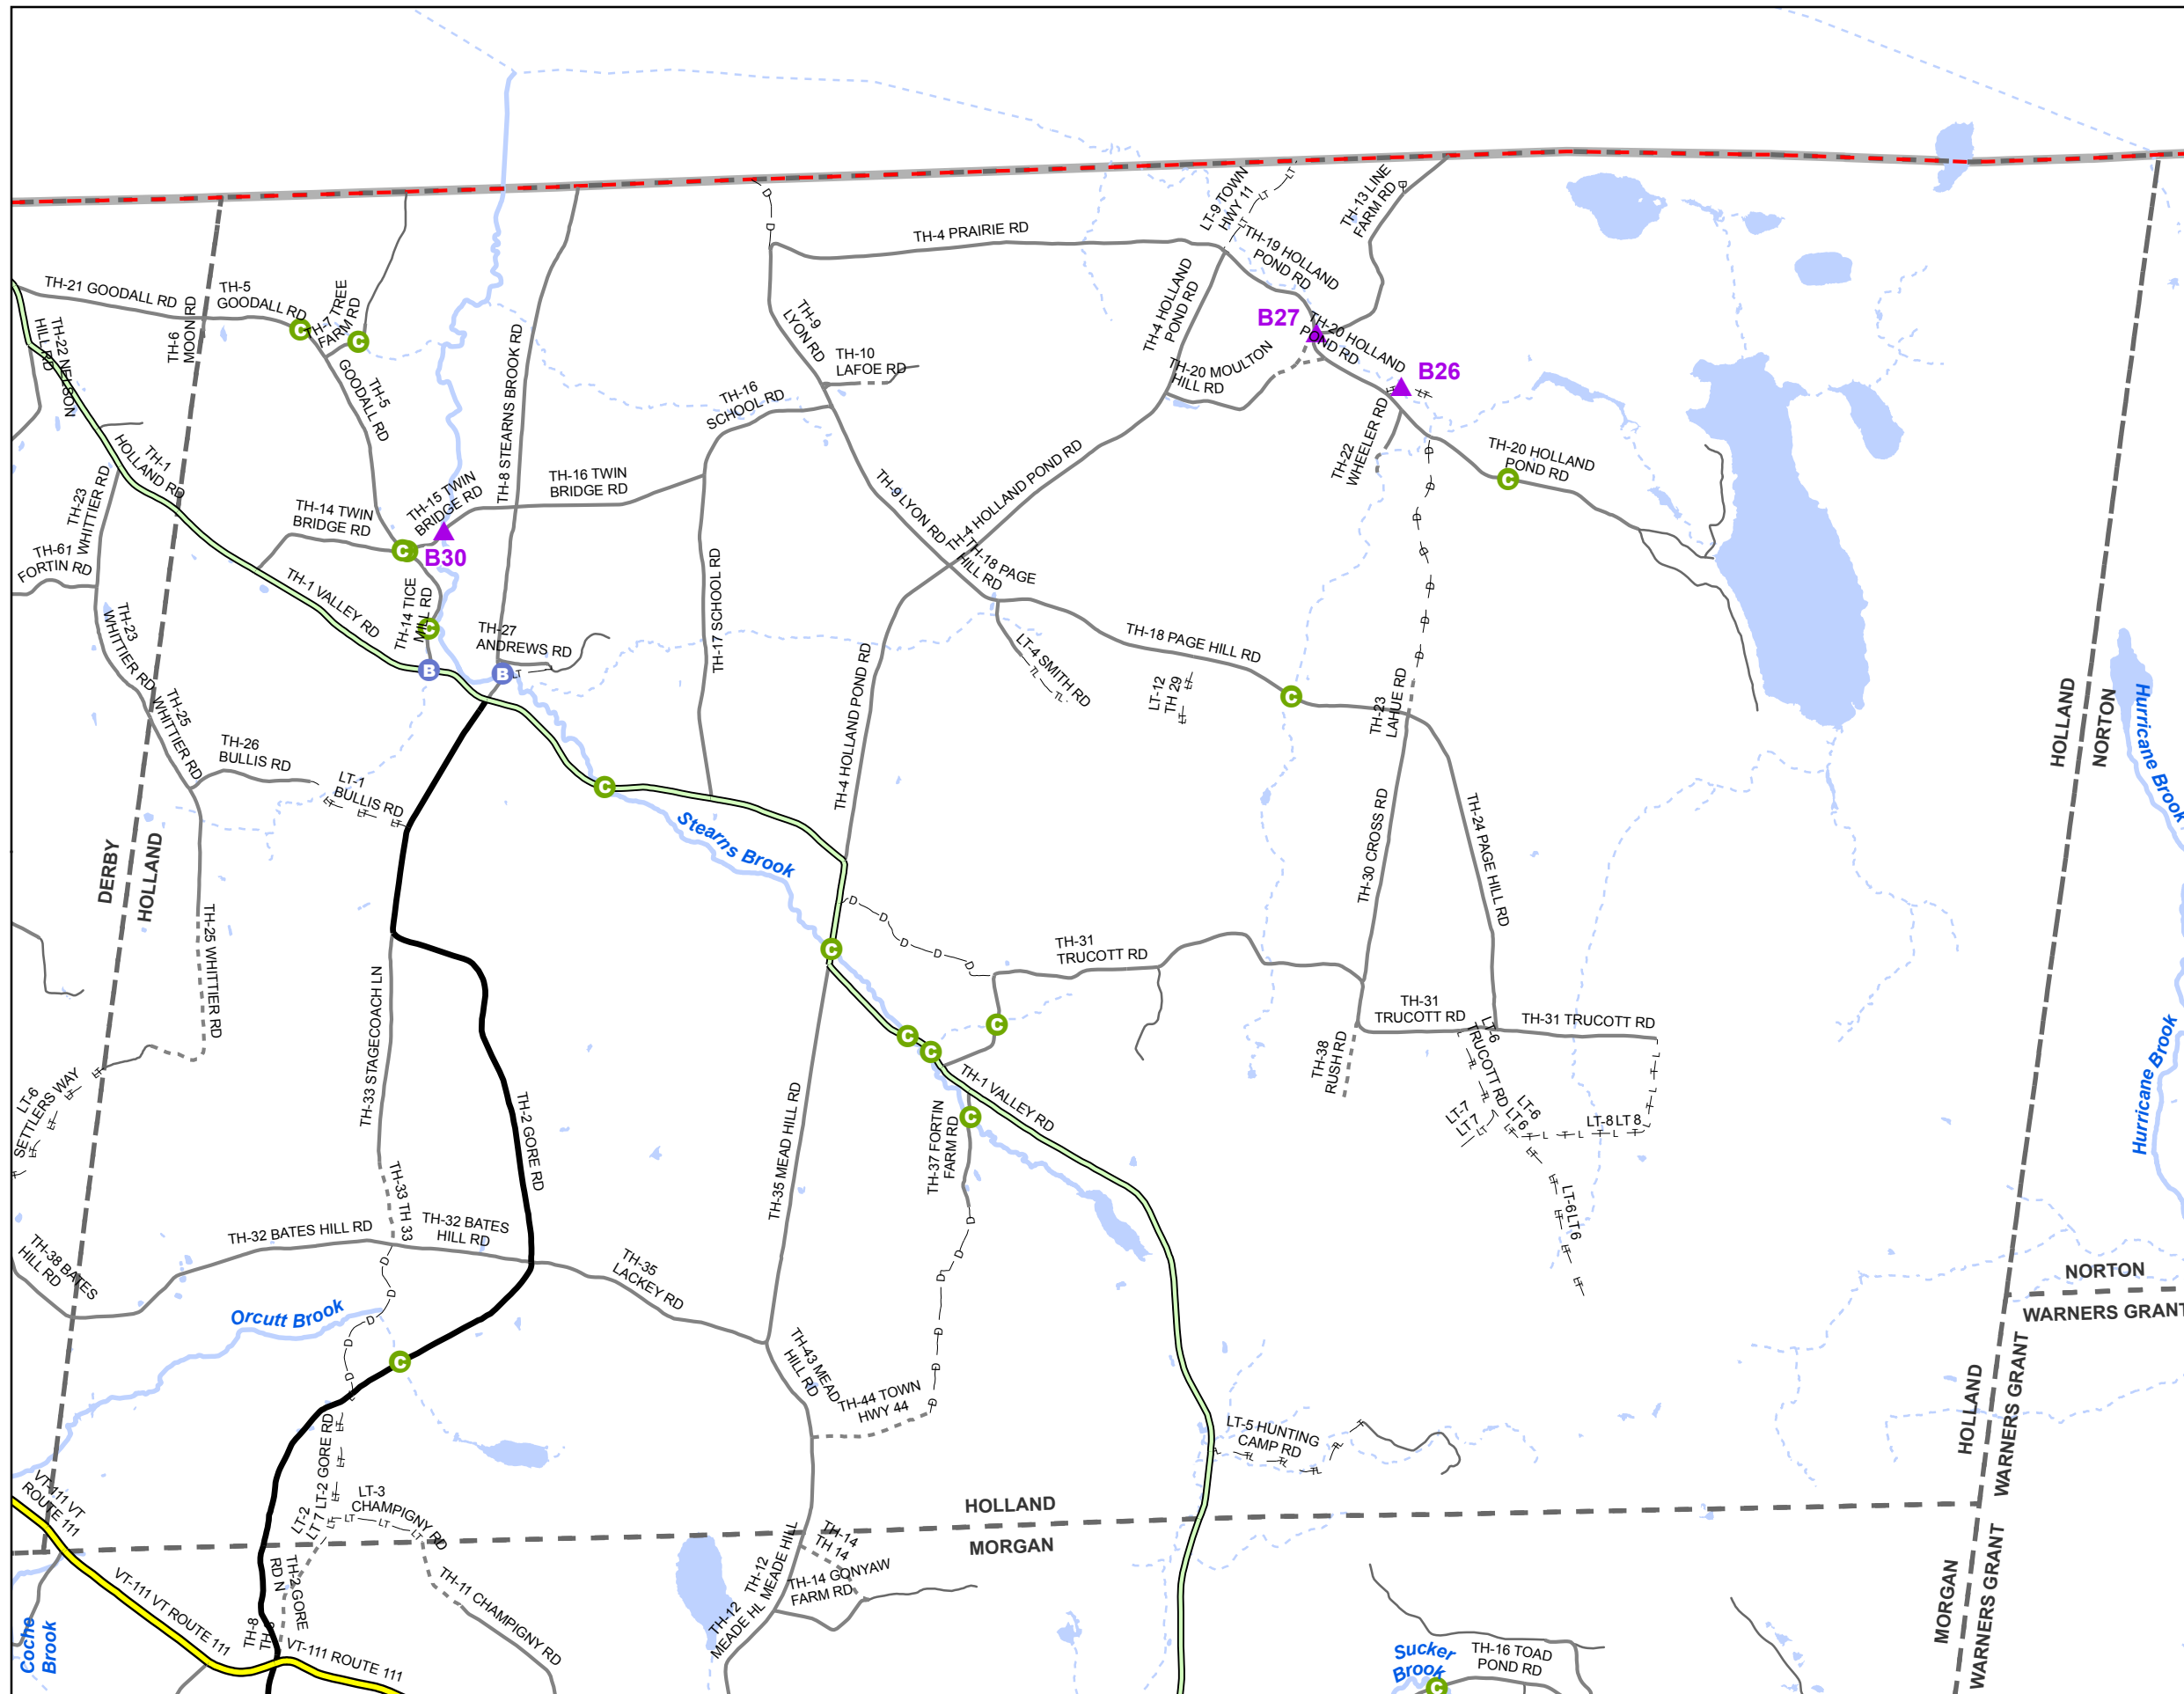 LT-9 TOWN
HWY 11
TH-13 LINE
FARM RD
D
D
TH-4 PRAIRIE RD
TH-19 HOLLAND
POND RD
TH-21 GOODALL RD
TH-5
GOODALL RD
TH-7 TREE
FARM RD
TH-6
MOON RD
TH-22 NELSON
HILL RD
C
C
TH-5
GOODALL RD
TH-8 STEARNS BROOK RD
TH-9
LYON RD
TH-10
LAFOE RD
TH-4 HOLLAND
POND RD
B27
TH-20 HOLLAND
POND RD
B26
TH-20 MOULTON
HILL RD
TH-16
SCHOOL RD
TH-22
WHEELER RD
TH-20 HOLLAND
POND RD
C
TH-1
HOLLAND RD
TH-23
WHITTIER RD
TH-14 TWIN
BRIDGE RD
TH-15 TWIN
BRIDGE RD
TH-16 TWIN
BRIDGE RD
TH-9 LYON RD
TH-4 HOLLAND POND RD
TH-18 PAGE
HILL RD
TH-61
FORTIN RD
C
B30
TH-1 VALLEY RD
TH-14 TICE
MILL RD
C
B
B
LT
TH-27
ANDREWS RD
TH-17 SCHOOL RD
TH-23
WHITTIER RD
TH-25
WHITTIER RD
LT-4 SMITH RD
TH-18 PAGE HILL RD
LT-12
TH 29
C
TH-23
LAHUE RD
HOLLAND
NORTON
Hurricane Brook
TH-26
BULLIS RD
LT-1
BULLIS RD
C
TH-4 HOLLAND POND RD
Stearns Brook
DERBY
HOLLAND
TH-30 CROSS RD
TH-24 PAGE HILL RD
TH-25 WHITTIER RD
C
TH-31
TRUCOTT RD
TH-33 STAGECOACH LN
C
C
C
TH-31
TRUCOTT RD
TH-31 TRUCOTT RD
LT-6
TRUCOTT RD
TH-38
RUSH RD
Hurricane Brook
LT-6
SETTLERS WAY
TH-2 GORE RD
TH-1 VALLEY RD
C
TH-37 FORTIN
FARM RD
TH-35 MEAD HILL RD
LT-7
LT 7
LT-6
LT 6
LT-8 LT 8
LT-6 LT 6
TH-33 TH 33
TH-32 BATES HILL RD
TH-32 BATES
HILL RD
TH-38 BATES
HILL RD
TH-35
LACKEY RD
Orcutt Brook
C
NORTON
WARNERS GRANT
TH-43 MEAD
HILL RD
TH-44 TOWN
HWY 44
LT-5 HUNTING
CAMP RD
HOLLAND
WARNERS GRANT
VT-111 VT
ROUTE 111
LT-2
LT 7 LT-2 GORE RD
LT-3
CHAMPIGNY RD
HOLLAND
MORGAN
TH-14
TH 14
TH-12
MEADE HILL
TH-14 GONYAW
FARM RD
TH-12
MEADE HL
TH-11 CHAMPIGNY RD
TH-2 GORE
RD N
VT-111 VT ROUTE 111
TH-8
VT-111 ROUTE 111
Coche
Brook
MORGAN
WARNERS GRANT
Sucker
Brook
C
TH-16 TOAD
POND RD